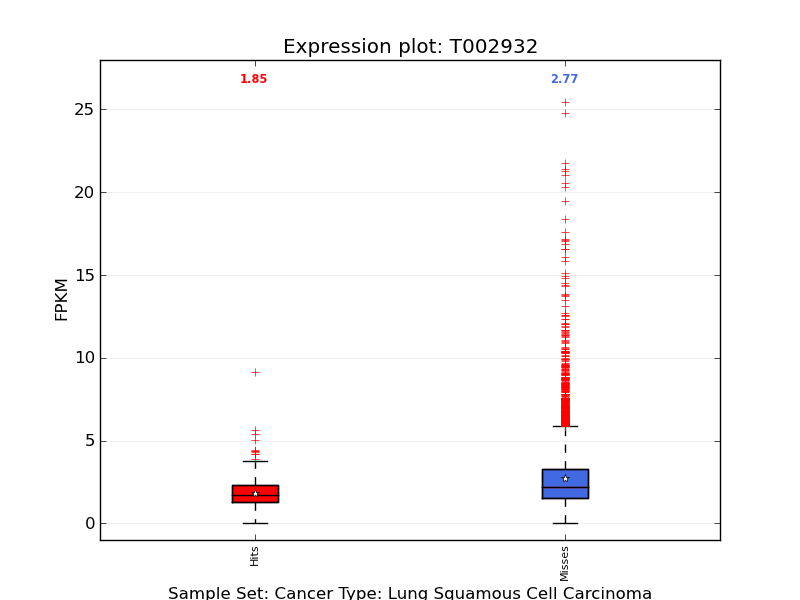 Expression plot: T002932
1.85
2.77
25
20
15
10
5
0
FPKM
Hits
Misses
Sample Set: Cancer Type: Lung Squamous Cell Carcinoma